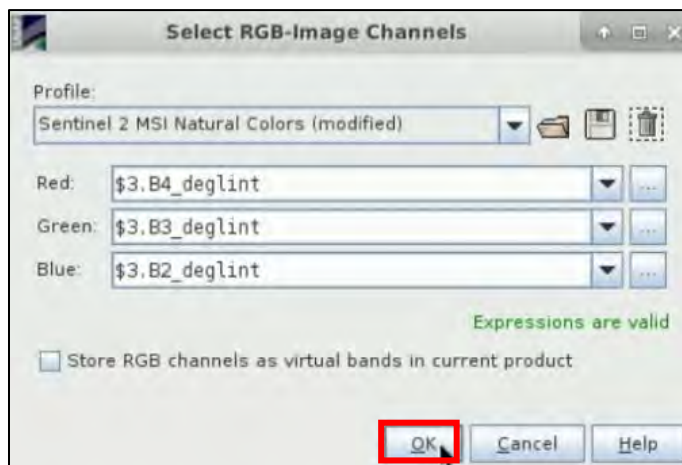 Select RGB-Image Channels
Profile:
Sentinel 2 MSI Natural Colors (modified)
Red: $3.B4_deglint ...
Green: $3.B3_deglint ...
Blue: $3.B2_deglint ...
Expressions are valid
Store RGB channels as virtual bands in current product
OK Cancel Help